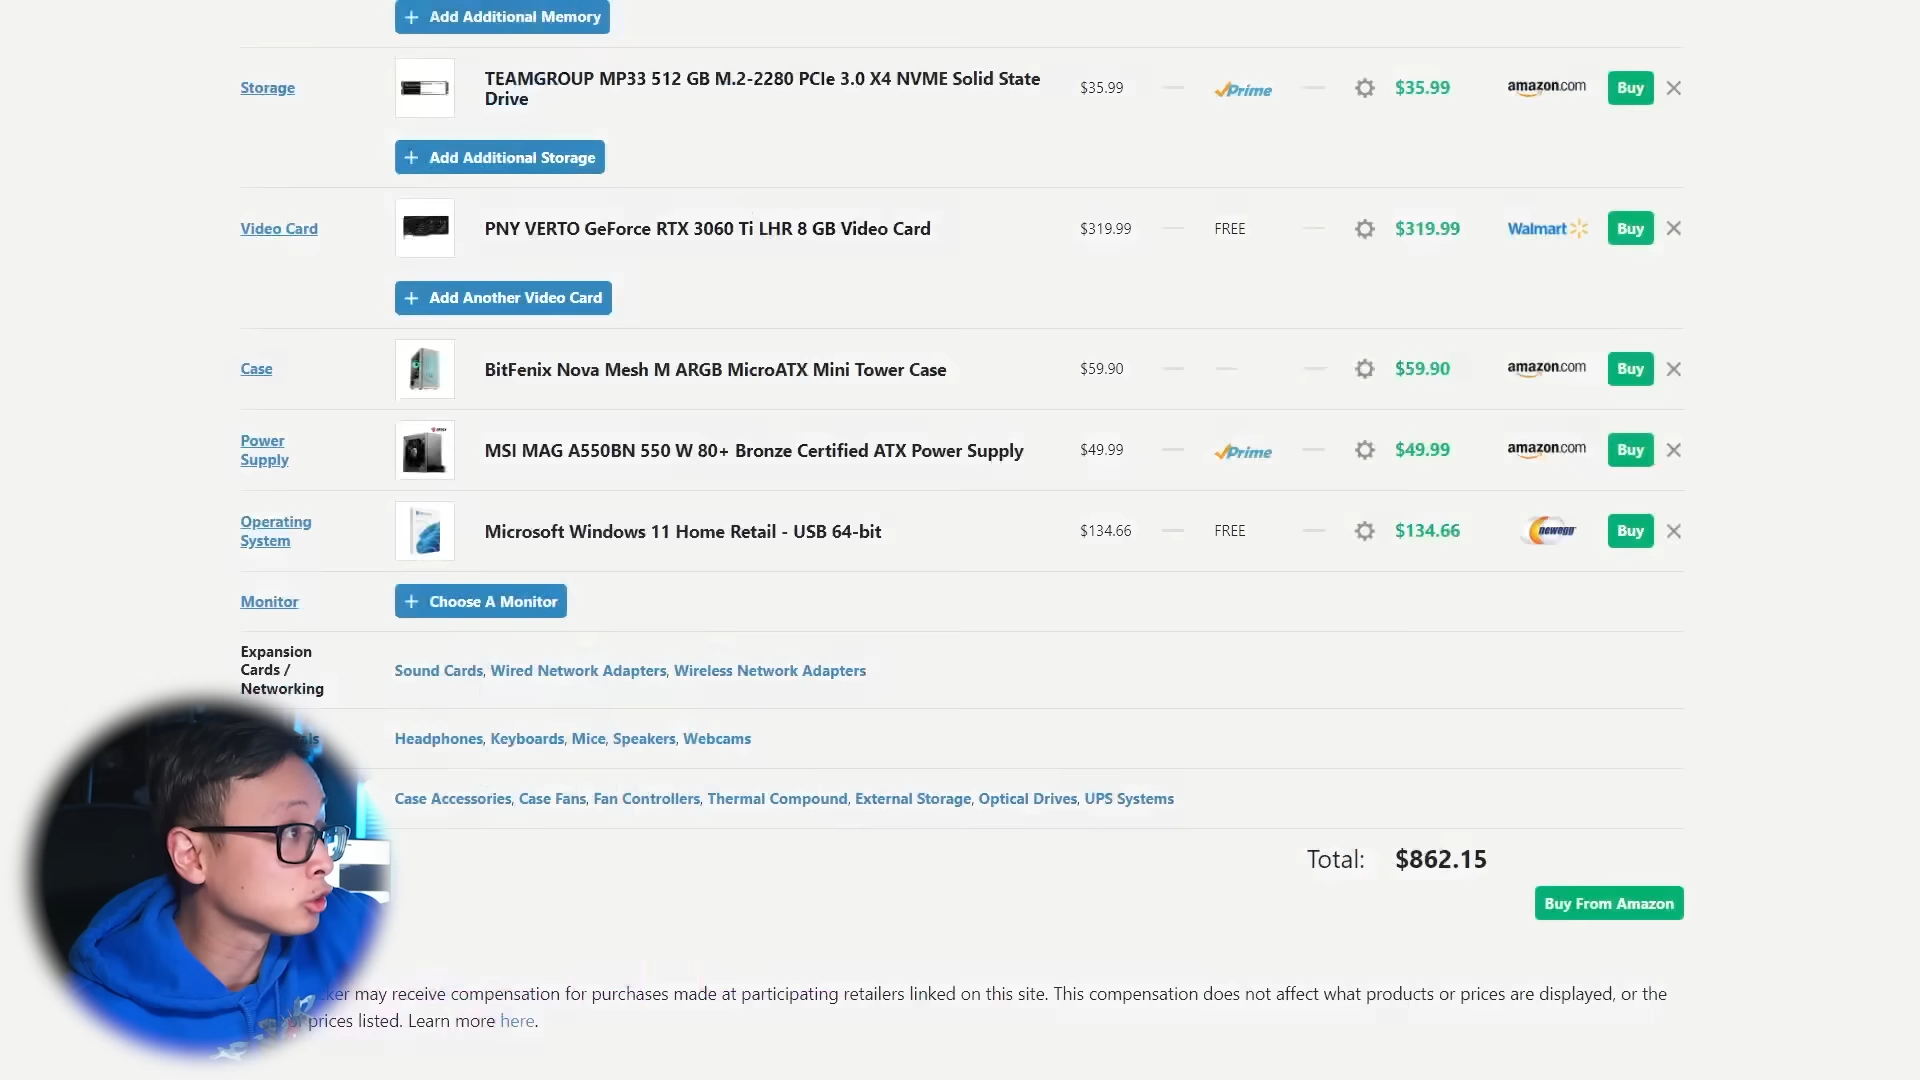 Add Additional Memory
Storage
TEAMGROUP MP33 512 GB M.2-2280 PCIe 3.0 X4 NVME Solid State
Drive
$35.99
Prime
$35.99
amazon.com
Buy
Add Additional Storage
Video Card
PNY VERTO GeForce RTX 3060 Ti LHR 8 GB Video Card
$319.99
FREE
$319.99
Walmart
Buy
Add Another Video Card
Case
BitFenix Nova Mesh M ARGB MicroATX Mini Tower Case
$59.90
$59.90
amazon.com
Buy
Power
Supply
MSI MAG A550BN 550 W 80+ Bronze Certified ATX Power Supply
$49.99
Prime
$49.99
amazon.com
Buy
Operating
System
Microsoft Windows 11 Home Retail - USB 64-bit
$134.66
FREE
$134.66
newegg
Buy
Monitor
Choose A Monitor
Expansion
Cards /
Networking
Sound Cards, Wired Network Adapters, Wireless Network Adapters
Headphones, Keyboards, Mice, Speakers, Webcams
Case Accessories, Case Fans, Fan Controllers, Thermal Compound, External Storage, Optical Drives, UPS Systems
Total: $862.15
Buy From Amazon
may receive compensation for purchases made at participating retailers linked on this site. This compensation does not affect what products or prices are displayed, or the
prices listed. Learn more here.